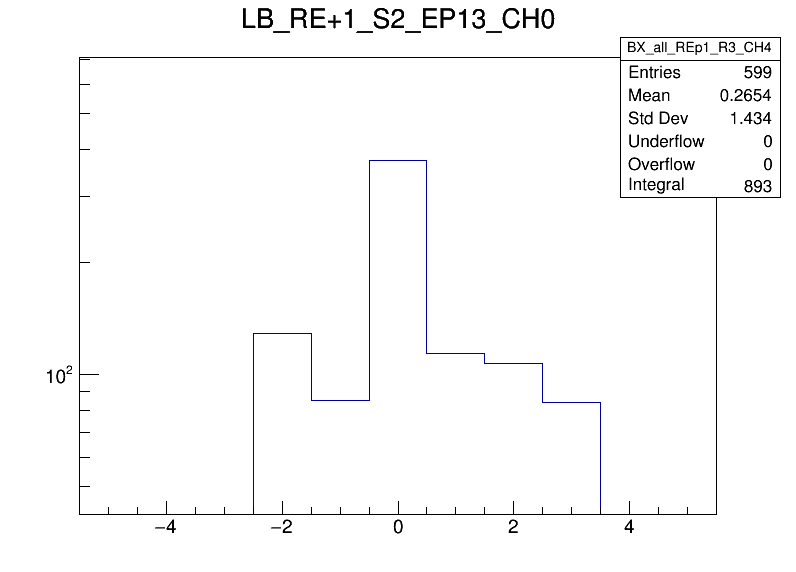 LB_RE+1_S2_EP13_CH0
BX_all_REp1_R3_CH4
Entries 599
Mean 0.2654
Std Dev 1.434
Underflow 0
Overflow 0
Integral 893
10²
−4 −2 0 2 4